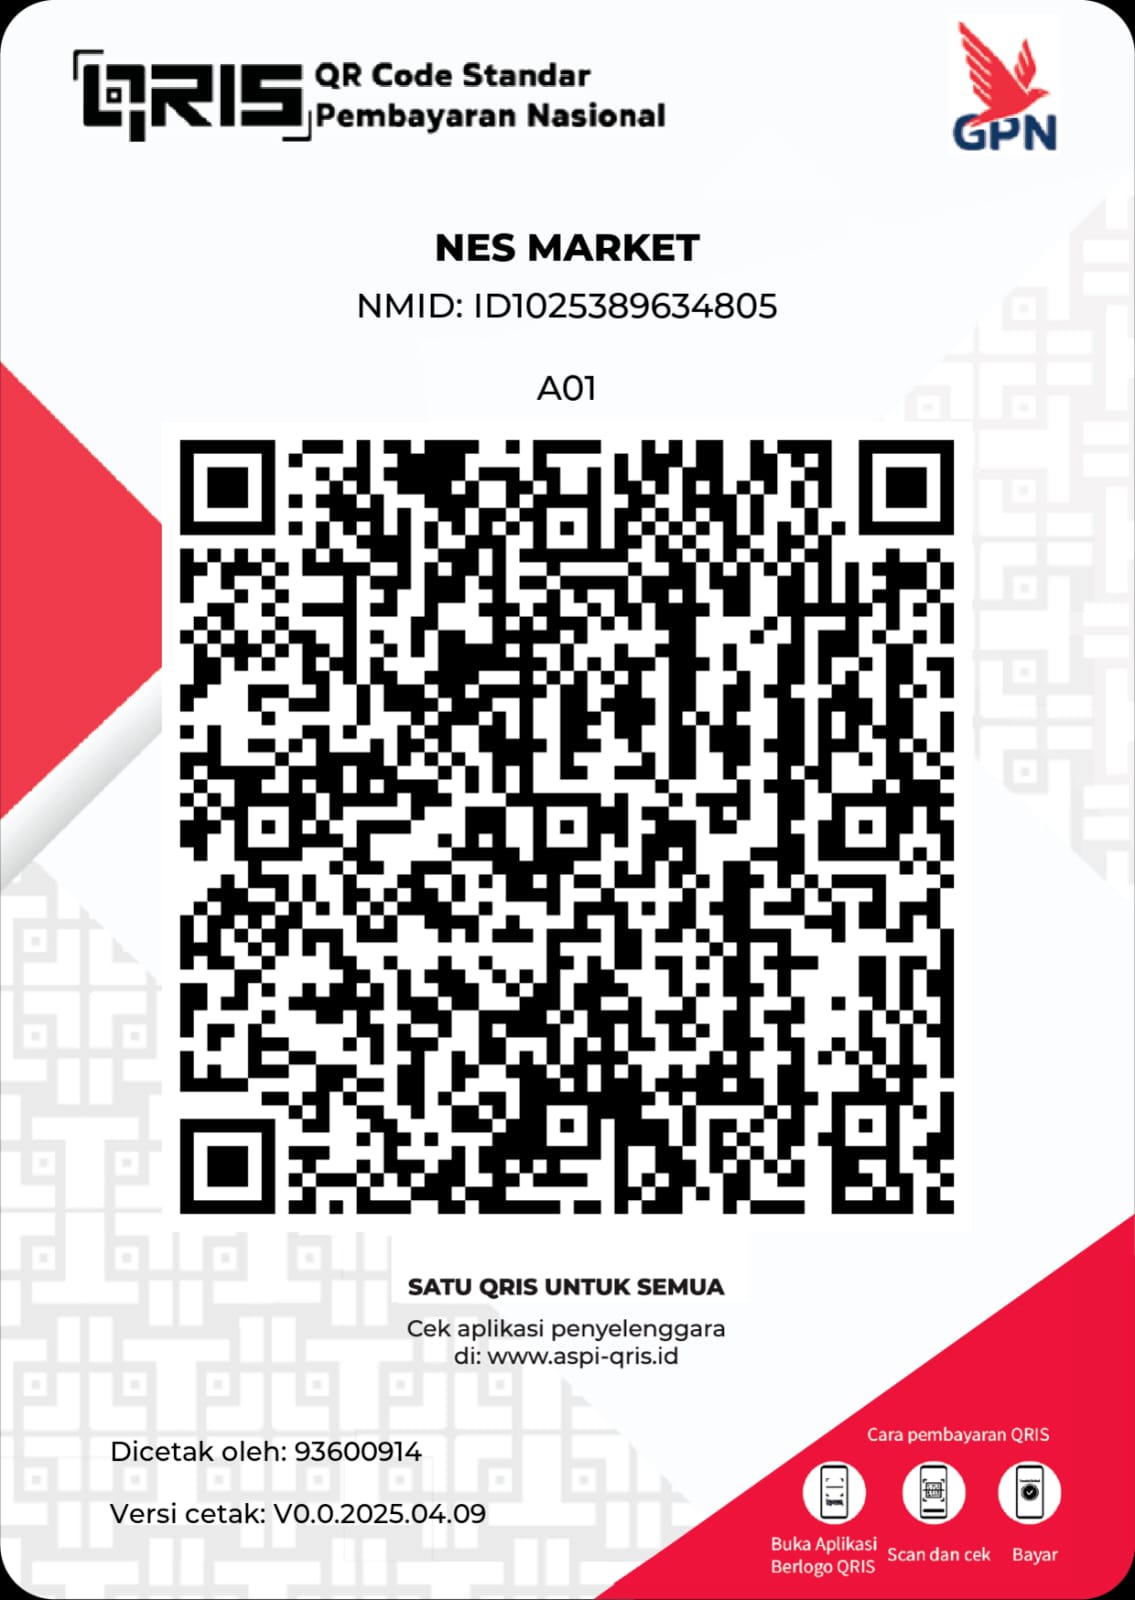 QRIS QR Code Standar
Pembayaran Nasional
GPN
NES MARKET
NMID: ID1025389634805
A01
SATU QRIS UNTUK SEMUA
Cek aplikasi penyelenggara
di: www.aspi-qris.id
Dicetak oleh: 93600914
Versi cetak: V0.0.2025.04.09
Cara pembayaran QRIS
Buka Aplikasi
Berlogo QRIS
Scan dan cek
Bayar